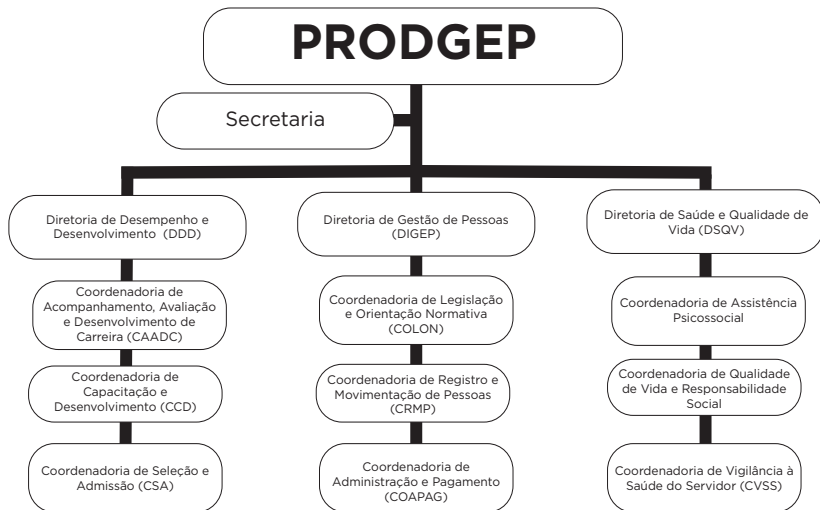 PRODGEP
Secretaria
Diretoria de Desempenho e
Desenvolvimento (DDD)
Diretoria de Gestão de Pessoas
(DIGEP)
Diretoria de Saúde e Qualidade de
Vida (DSQV)
Coordenadoria de
Acompanhamento, Avaliação
e Desenvolvimento de
Carreira (CAADC)
Coordenadoria de Legislação
e Orientação Normativa
(COLON)
Coordenadoria de Assistência
Psicossocial
Coordenadoria de
Capacitação e
Desenvolvimento (CCD)
Coordenadoria de Registro e
Movimentação de Pessoas
(CRMP)
Coordenadoria de Qualidade
de Vida e Responsabilidade
Social
Coordenadoria de Seleção e
Admissão (CSA)
Coordenadoria de
Administração e Pagamento
(COAPAG)
Coordenadoria de Vigilância à
Saúde do Servidor (CVSS)